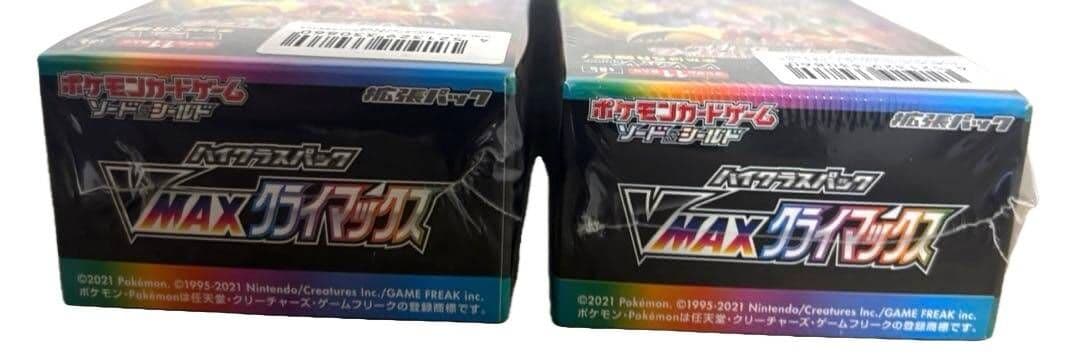 ポケモンカードゲーム
ソード&シールド
拡張パック
ハイクラスパック
VMAXクライマックス
©2021 Pokémon. ©1995-2021 Nintendo/Creatures Inc./GAME FREAK inc.
ポケモン・Pokémonは任天堂・クリーチャーズ・ゲームフリークの登録商標です。
ポケモンカードゲーム
ソード&シールド
拡張パック
ハイクラスパック
VMAXクライマックス
©2021 Pokémon. ©1995-2021 Nintendo/Creatures Inc./GAME FREAK inc.
ポケモン・Pokémonは任天堂・クリーチャーズ・ゲームフリークの登録商標です。